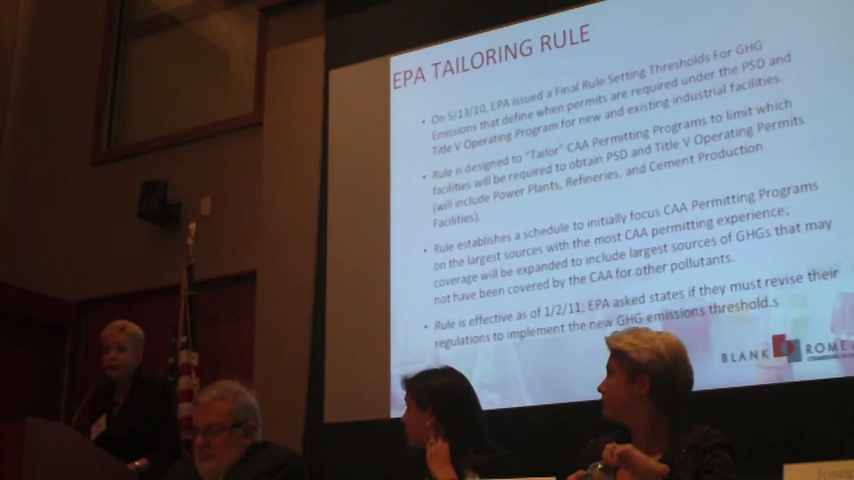 EPA TAILORING RULE
• On 5/13/10, EPA issued a Final Rule Setting Thresholds For GHG
Emissions that define when permits are required under the PSD and
Title V Operating Program for new and existing industrial facilities.
• Rule is designed to "Tailor" CAA Permitting Programs to limit which
facilities will be required to obtain PSD and Title V Operating Permits
(will include Power Plants, Refineries, and Cement Production
Facilities).
• Rule establishes a schedule to initially focus CAA Permitting Programs
on the largest sources with the most CAA permitting experience;
coverage will be expanded to include largest sources of GHGs that may
not have been covered by the CAA for other pollutants.
• Rule is effective as of 1/2/11; EPA asked states if they must revise their
regulations to implement the new GHG emissions threshold.s
BLANK ROME